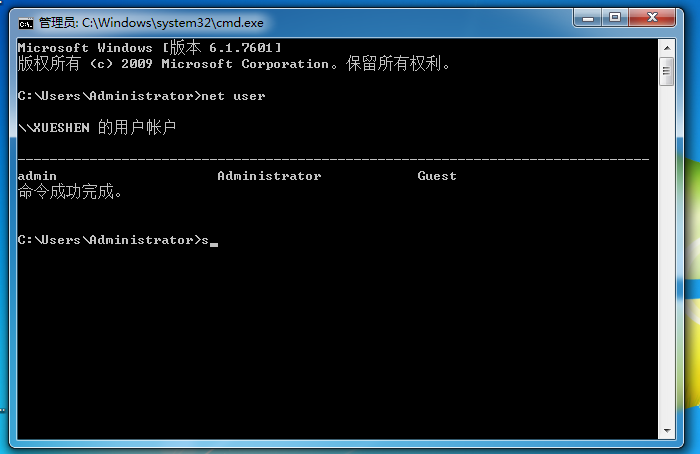 管理员: C:\Windows\system32\cmd.exe
Microsoft Windows [版本 6.1.7601]
版权所有 (c) 2009 Microsoft Corporation。保留所有权利。
C:\Users\Administrator>net user
\\XUESHEN 的用户帐户
-------------------------------------------------------------------------------
admin Administrator Guest
命令成功完成。
C:\Users\Administrator>s_